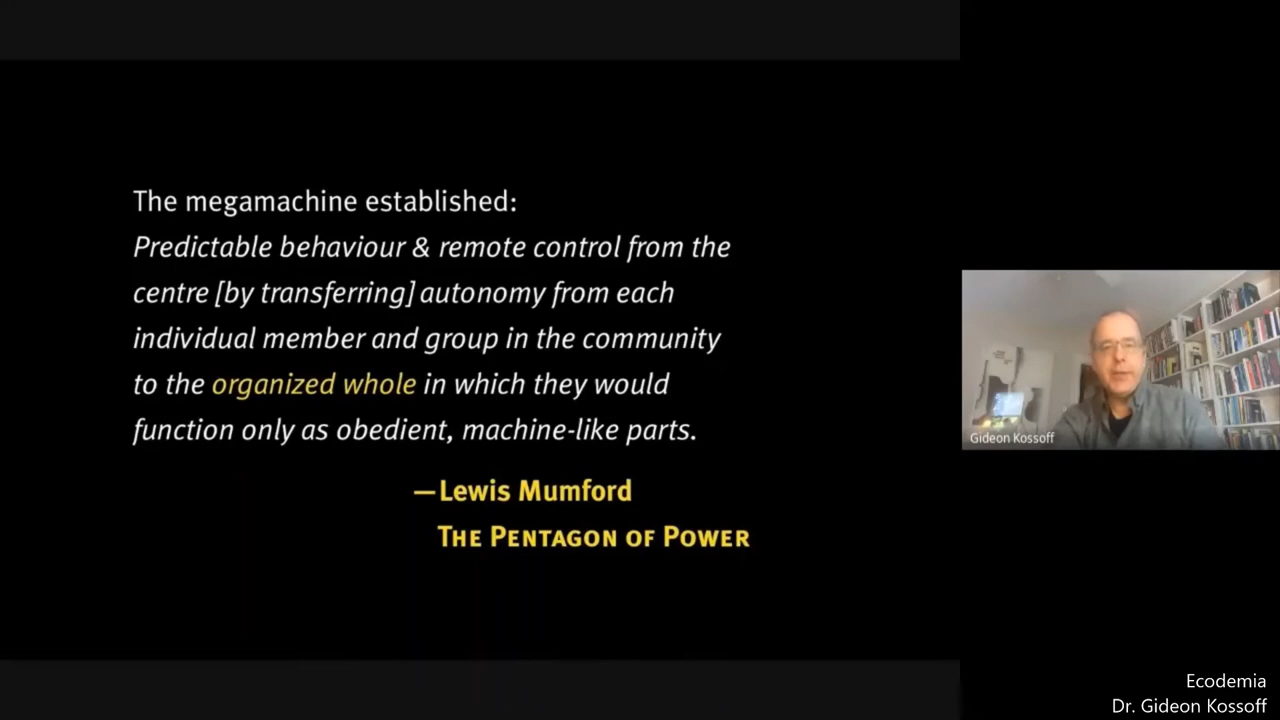 The megamachine established:
Predictable behaviour & remote control from the
centre [by transferring] autonomy from each
individual member and group in the community
to the organized whole in which they would
function only as obedient, machine-like parts.
—Lewis Mumford
The Pentagon of Power
Gideon Kossoff
Ecodemia
Dr. Gideon Kossoff